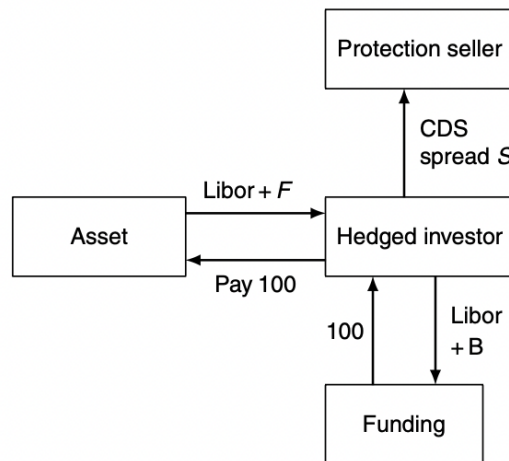 Protection seller
CDS
spread S
Libor + F
Asset
Hedged investor
Pay 100
100
Libor
+ B
Funding